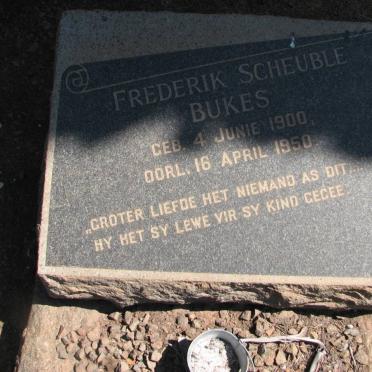 FREDERIK SCHEUBLE
BUKES
GEB. 4 JUNIE 1900.
OORL. 16 APRIL 1950.
„GROTER LIEFDE HET NIEMAND AS DIT...
HY HET SY LEWE VIR SY KIND GEGEE.”